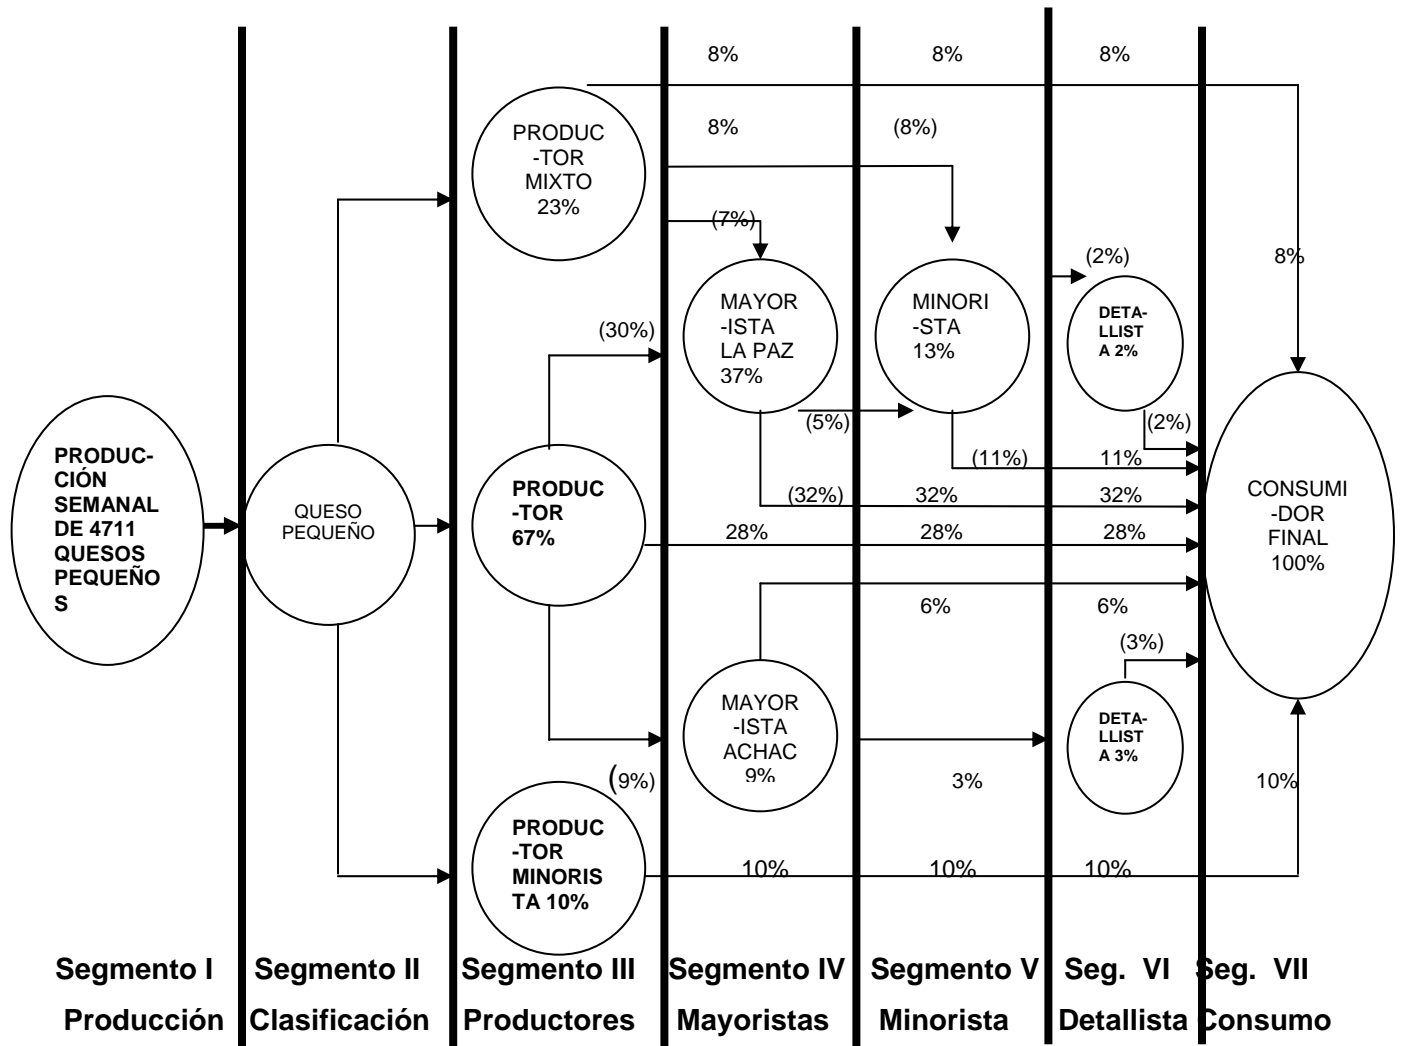 8% 8% 8%
PRODUC
-TOR
MIXTO
23%
8% (8%)
(7%)
(2%)
8%
MAYOR
-ISTA
LA PAZ
37%
MINORI
-STA
13%
DETA-
LLIST
A 2%
(30%)
(5%)
(2%)
PRODUC-
CIÓN
SEMANAL
DE 4711
QUESOS
PEQUEÑO
S
QUESO
PEQUEÑO
PRODUC
-TOR
67%
(11%) 11%
(32%) 32% 32%
28% 28% 28%
CONSUMI
-DOR
FINAL
100%
6% 6%
(3%)
MAYOR
-ISTA
ACHAC
9%
DETA-
LLIST
A 3%
(9%)
3%
10%
PRODUC
-TOR
MINORIS
TA 10%
10% 10% 10%
Segmento I Segmento II Segmento III Segmento IV Segmento V Seg. VI Seg. VII
Producción Clasificación Productores Mayoristas Minorista Detallista Consumo